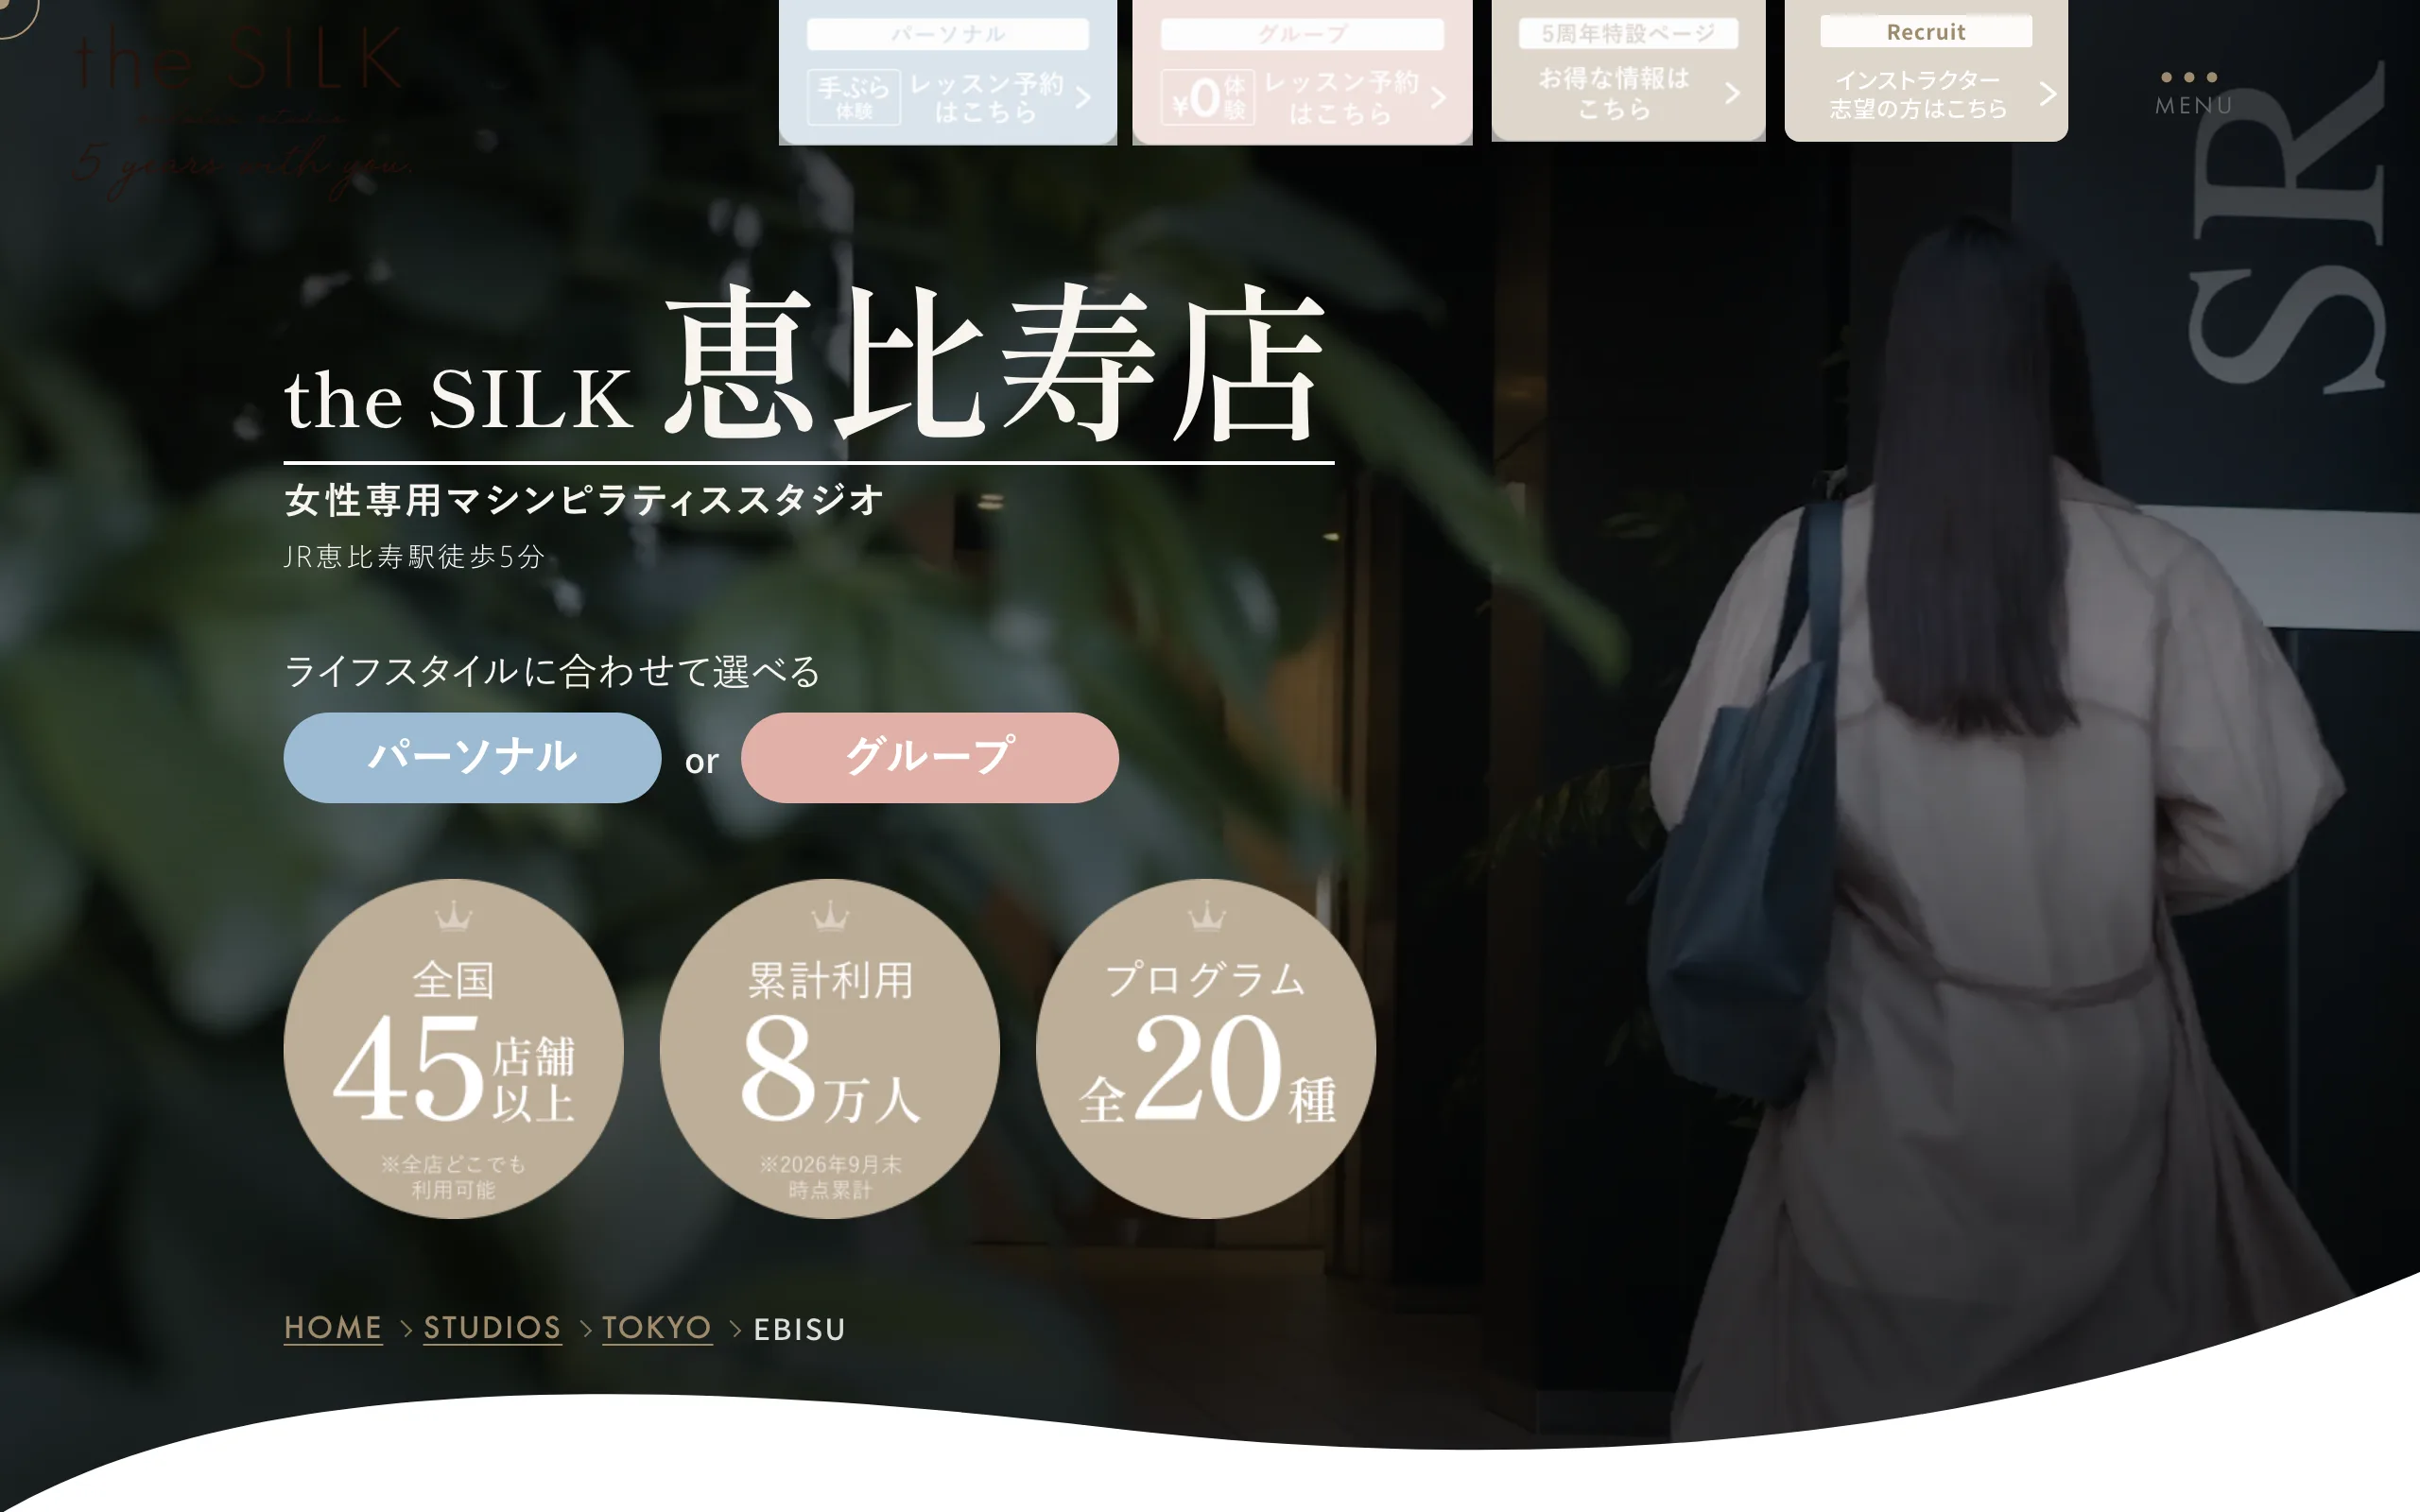 the SILK
5 years with you.
パーソナル
手ぶら体験
レッスン予約
はこちら
グループ
¥0体験
レッスン予約
はこちら
5周年特設ページ
お得な情報は
こちら
Recruit
インストラクター
志望の方はこちら
MENU
SR
the SILK 恵比寿店
女性専用マシンピラティススタジオ
JR恵比寿駅徒歩5分
ライフスタイルに合わせて選べる
パーソナル or グループ
全国
45店舗以上
※全店どこでも
利用可能
累計利用
8万人
※2026年9月末
時点累計
プログラム
全20種
HOME > STUDIOS > TOKYO > EBISU